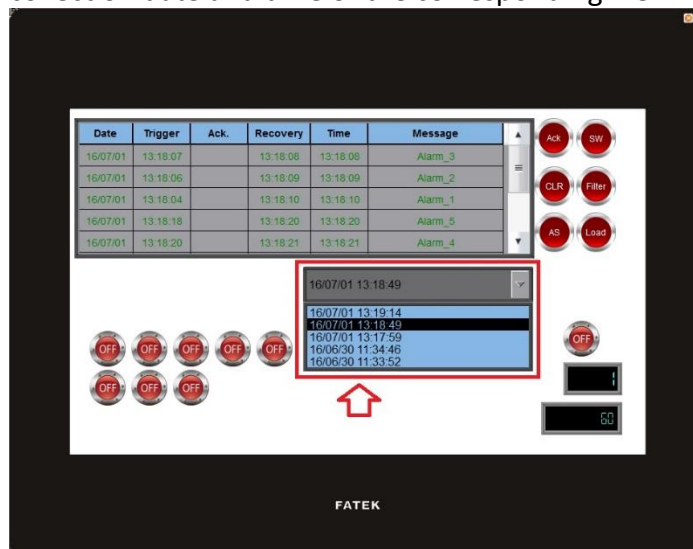 Date Trigger Ack. Recovery Time Message
16/07/01 13:18:07 13:18:08 13:18:08 Alarm_3
16/07/01 13:18:06 13:18:09 13:18:09 Alarm_2
16/07/01 13:18:04 13:18:10 13:18:10 Alarm_1
16/07/01 13:18:18 13:18:20 13:18:20 Alarm_5
16/07/01 13:18:20 13:18:21 13:18:21 Alarm_4
Ack SW
CLR Filter
AS Load
16/07/01 13:18:49
16/07/01 13:19:14
16/07/01 13:18:49
16/07/01 13:17:59
16/06/30 11:34:46
16/06/30 11:33:52
OFF OFF OFF OFF OFF
OFF OFF OFF
OFF
1
60
FATEK